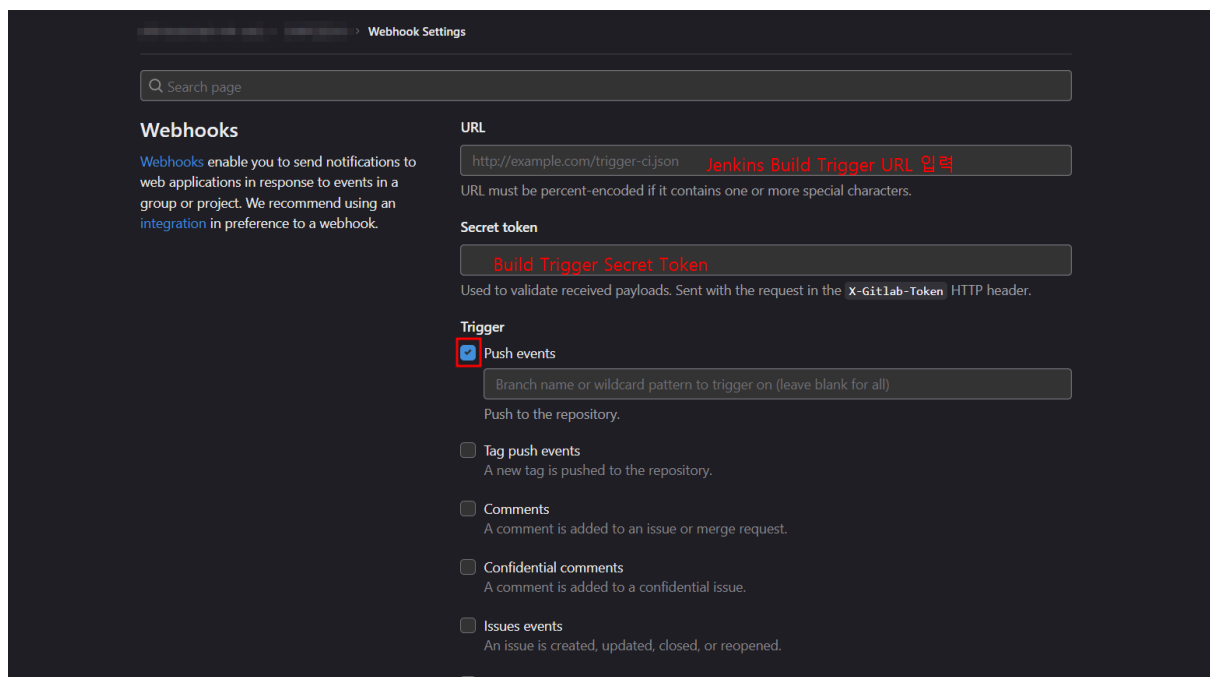 Webhook Settings
Search page
Webhooks
Webhooks enable you to send notifications to
web applications in response to events in a
group or project. We recommend using an
integration in preference to a webhook.
URL
http://example.com/trigger-ci.json Jenkins Build Trigger URL 입력
URL must be percent-encoded if it contains one or more special characters.
Secret token
Build Trigger Secret Token
Used to validate received payloads. Sent with the request in the X-Gitlab-Token HTTP header.
Trigger
Push events
Branch name or wildcard pattern to trigger on (leave blank for all)
Push to the repository.
Tag push events
A new tag is pushed to the repository.
Comments
A comment is added to an issue or merge request.
Confidential comments
A comment is added to a confidential issue.
Issues events
An issue is created, updated, closed, or reopened.